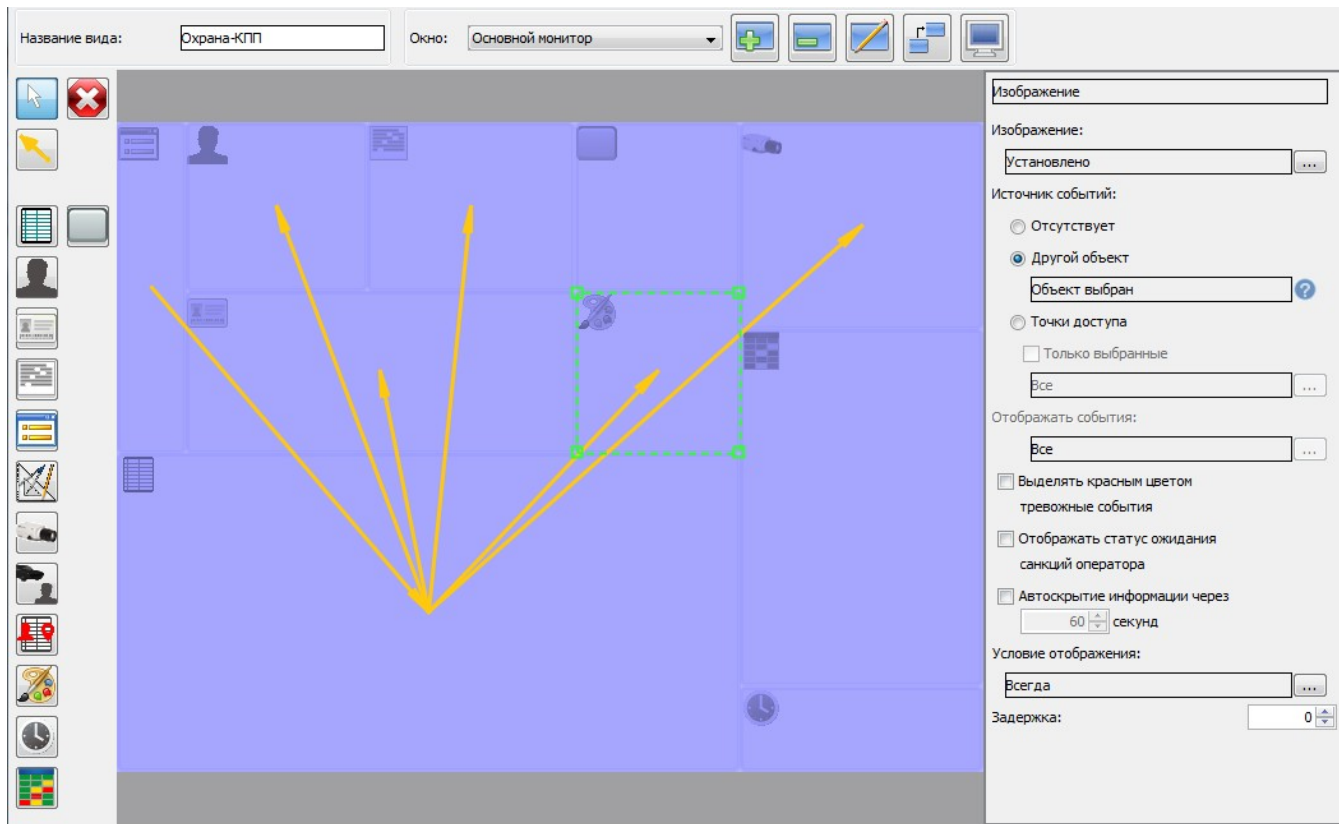 Название вида:
Охрана-КПП
Окно:
Основной монитор
Изображение
Изображение:
Установлено
...
Источник событий:
Отсутствует
Другой объект
Объект выбран
?
Точки доступа
Только выбранные
Все
...
Отображать события:
Все
...
Выделять красным цветом
тревожные события
Отображать статус ожидания
санкций оператора
Автоскрытие информации через
60
секунд
Условие отображения:
Всегда
...
Задержка:
0